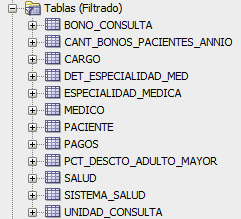 Tablas (Filtrado)
BONO_CONSULTA
CANT_BONOS_PACIENTES_ANNIO
CARGO
DET_ESPECIALIDAD_MED
ESPECIALIDAD_MEDICA
MEDICO
PACIENTE
PAGOS
PCT_DESCTO_ADULTO_MAYOR
SALUD
SISTEMA_SALUD
UNIDAD_CONSULTA